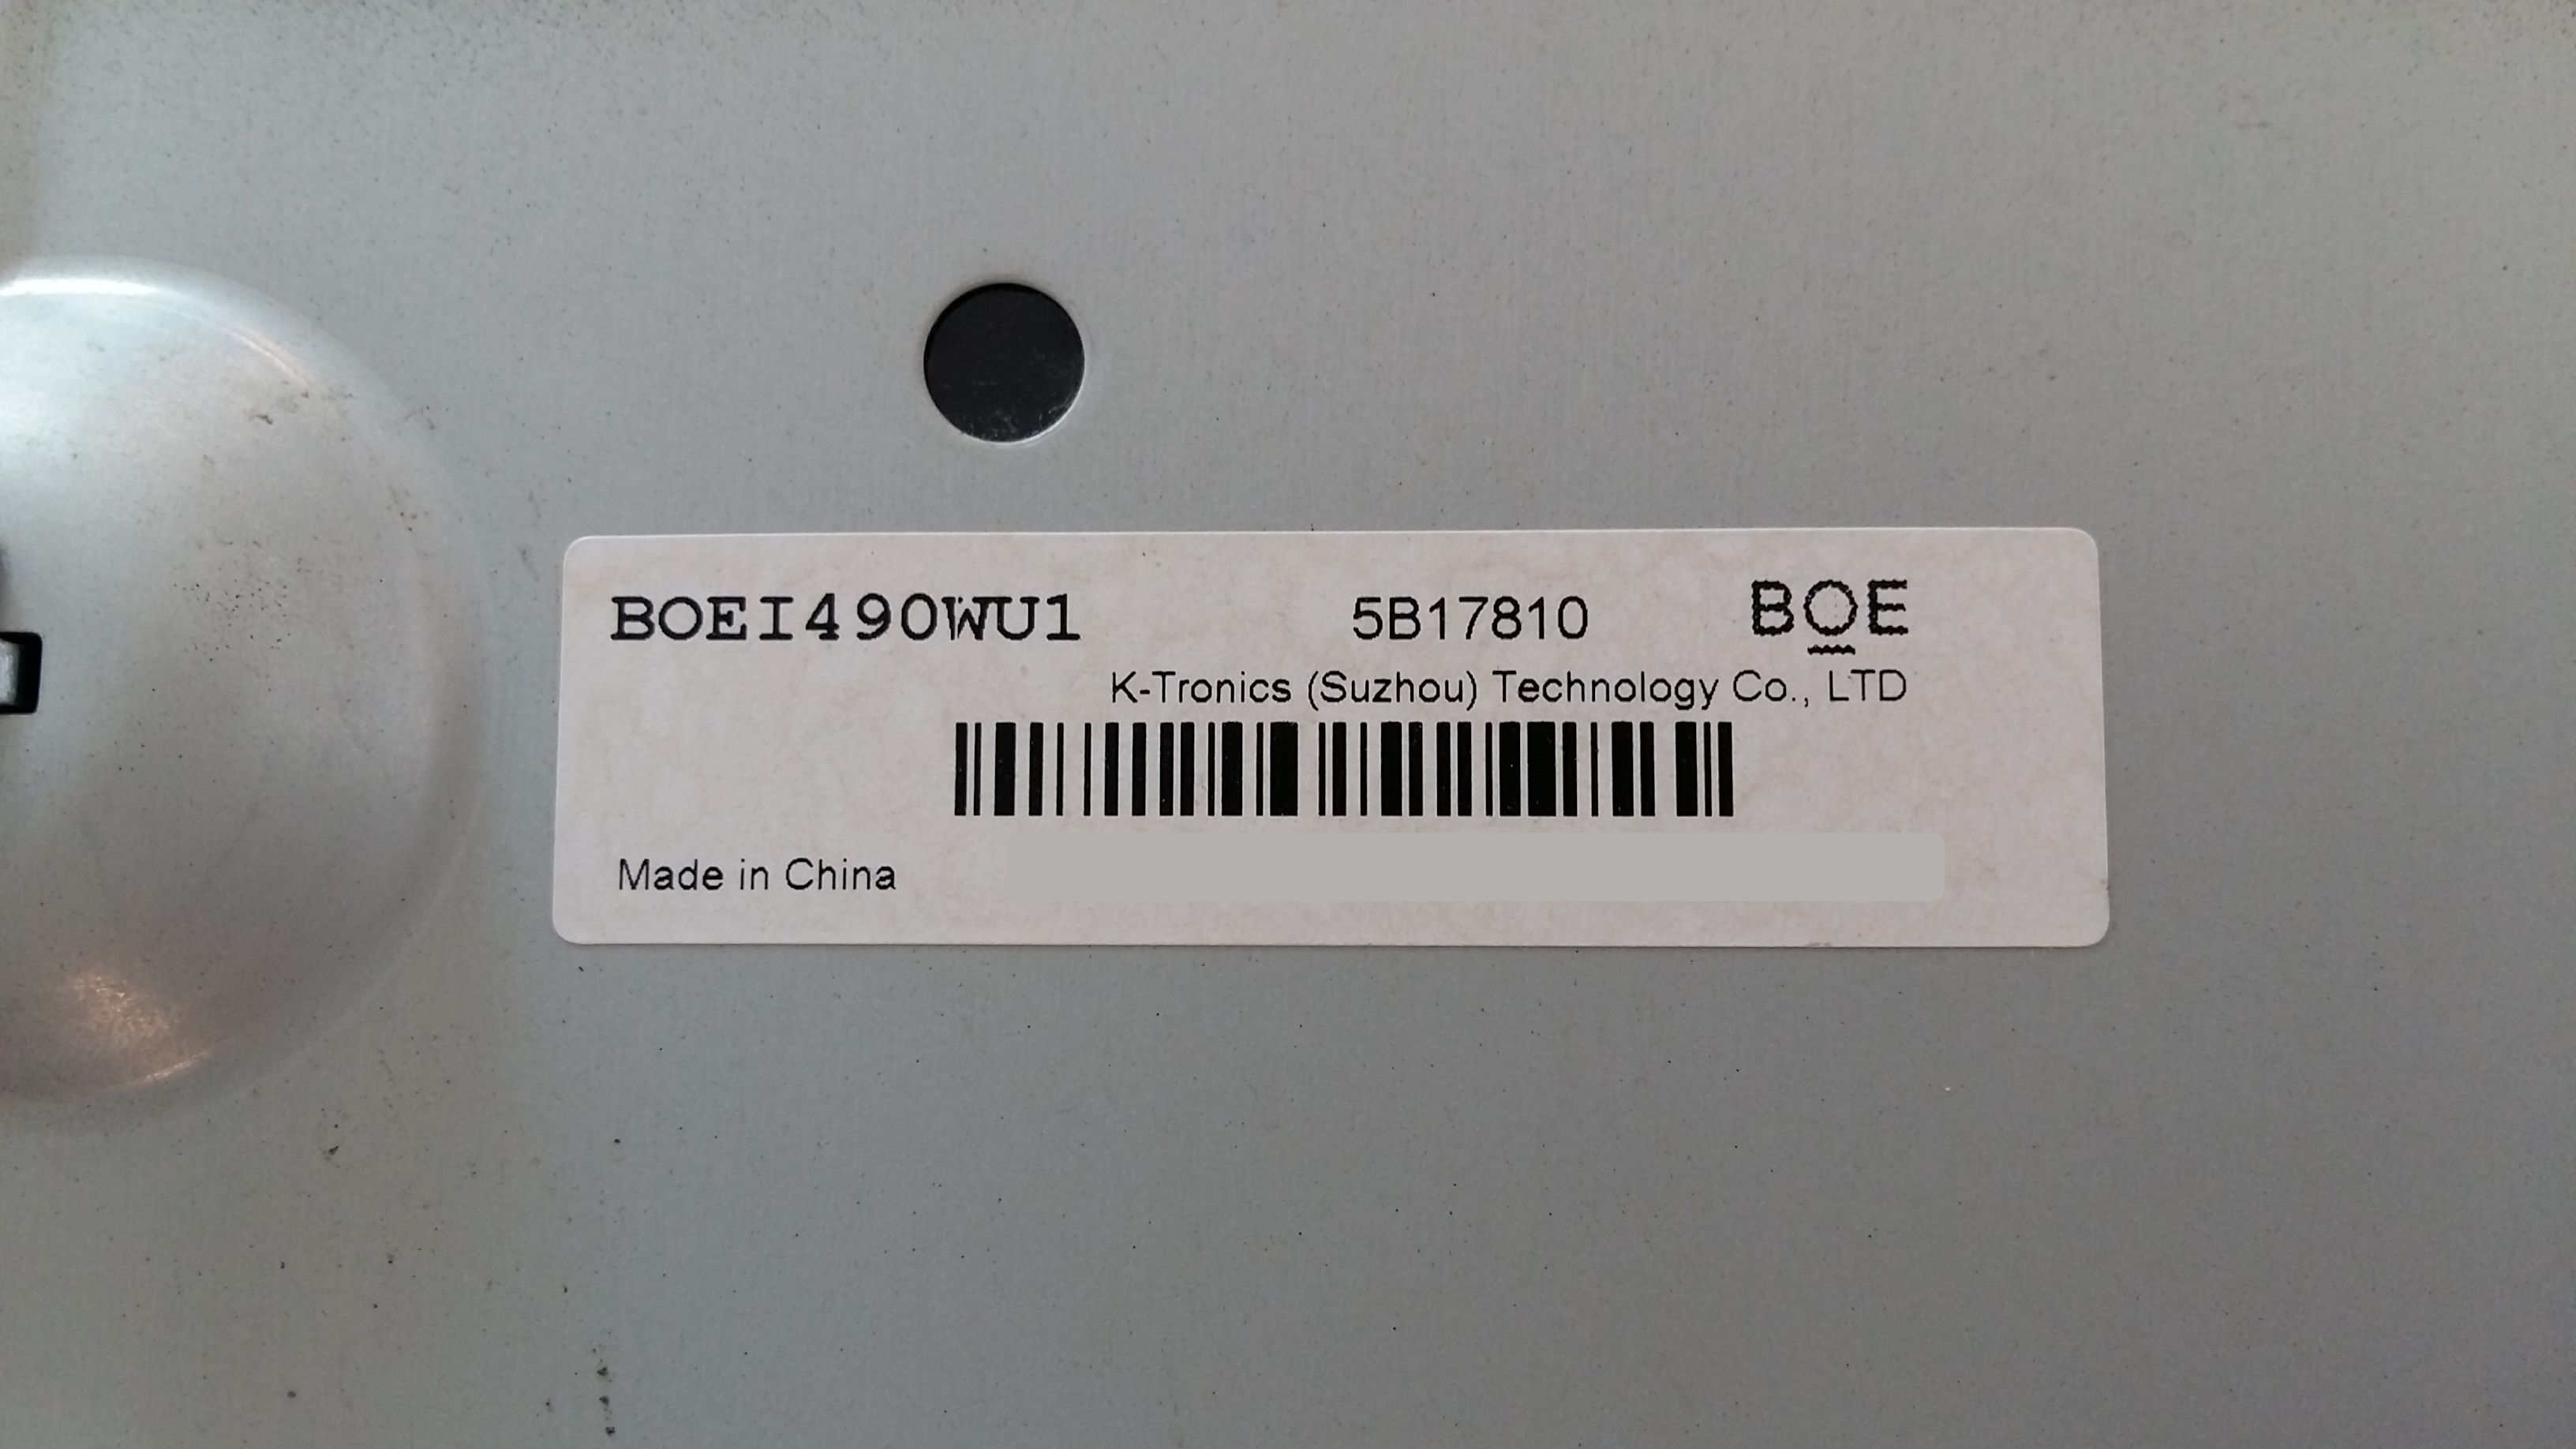 BOEI490WU1 5B17810 BOE
K-Tronics (Suzhou) Technology Co., LTD
Made in China